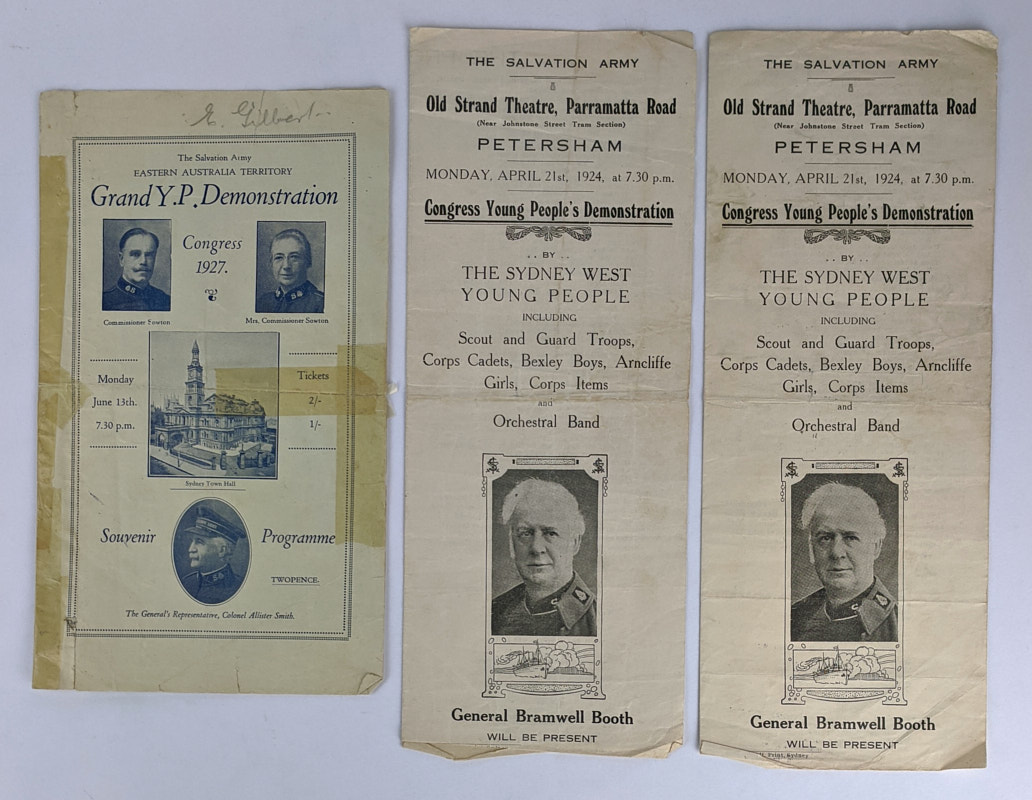 E. Gilbert.
The Salvation Army
EASTERN AUSTRALIA TERRITORY
Grand Y.P. Demonstration
Congress
1927.
Commissioner Sowton
Mrs. Commissioner Sowton
Monday
June 13th.
7.30 p.m.
Tickets
2/-
1/-
Sydney Town Hall
Souvenir
Programme
TWOPENCE.
The General's Representative, Colonel Allister Smith.
THE SALVATION ARMY
Old Strand Theatre, Parramatta Road
(Near Johnstone Street Tram Section)
PETERSHAM
MONDAY, APRIL 21st, 1924, at 7.30 p.m.
Congress Young People's Demonstration
. . BY . .
THE SYDNEY WEST
YOUNG PEOPLE
INCLUDING
Scout and Guard Troops,
Corps Cadets, Bexley Boys, Arncliffe
Girls, Corps Items
and
Orchestral Band
General Bramwell Booth
WILL BE PRESENT
THE SALVATION ARMY
Old Strand Theatre, Parramatta Road
(Near Johnstone Street Tram Section)
PETERSHAM
MONDAY, APRIL 21st, 1924, at 7.30 p.m.
Congress Young People's Demonstration
. . BY . .
THE SYDNEY WEST
YOUNG PEOPLE
INCLUDING
Scout and Guard Troops,
Corps Cadets, Bexley Boys, Arncliffe
Girls, Corps Items
and
Orchestral Band
General Bramwell Booth
WILL BE PRESENT
Print, Sydney